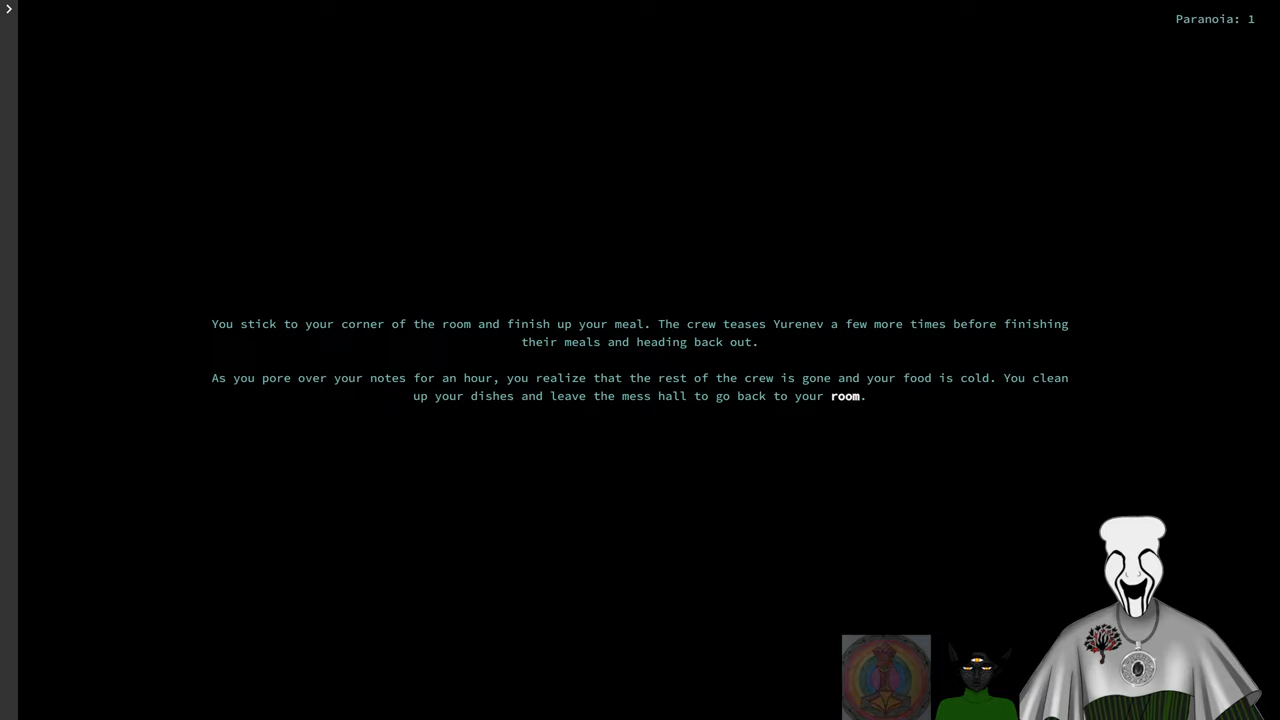 Paranoia: 1
You stick to your corner of the room and finish up your meal. The crew teases Yurenev a few more times before finishing
their meals and heading back out.
As you pore over your notes for an hour, you realize that the rest of the crew is gone and your food is cold. You clean
up your dishes and leave the mess hall to go back to your room.